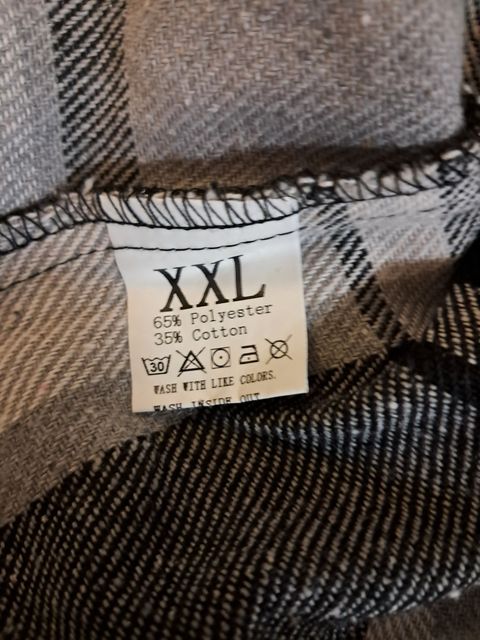 XXL
65% Polyester
35% Cotton
30
WASH WITH LIKE COLORS.
WASH INSIDE OUT